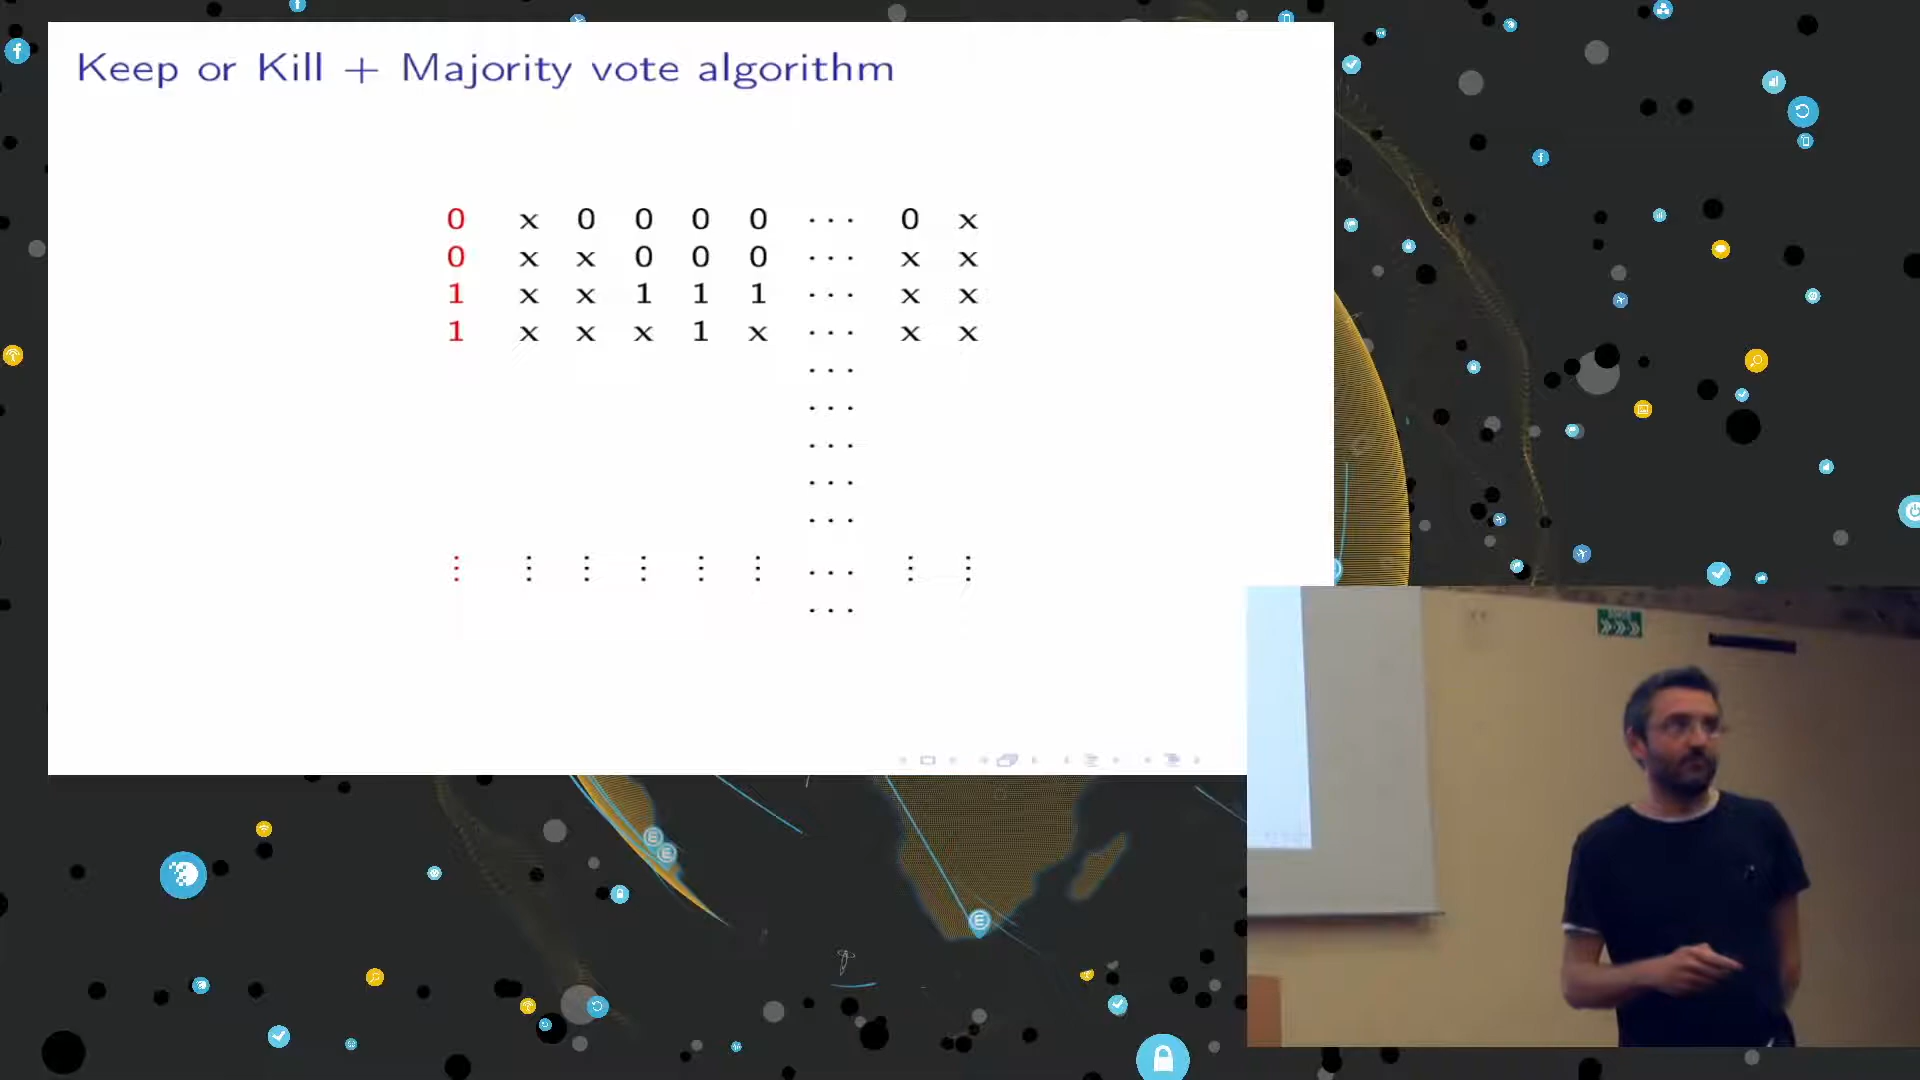 Keep or Kill + Majority vote algorithm
0 x 0 0 0 0 ··· 0 x
0 x x 0 0 0 ··· x x
1 x x 1 1 1 ··· x x
1 x x x 1 x ··· x x
···
···
···
···
···
⋮ ⋮ ⋮ ⋮ ⋮ ⋮ ··· ⋮ ⋮
···